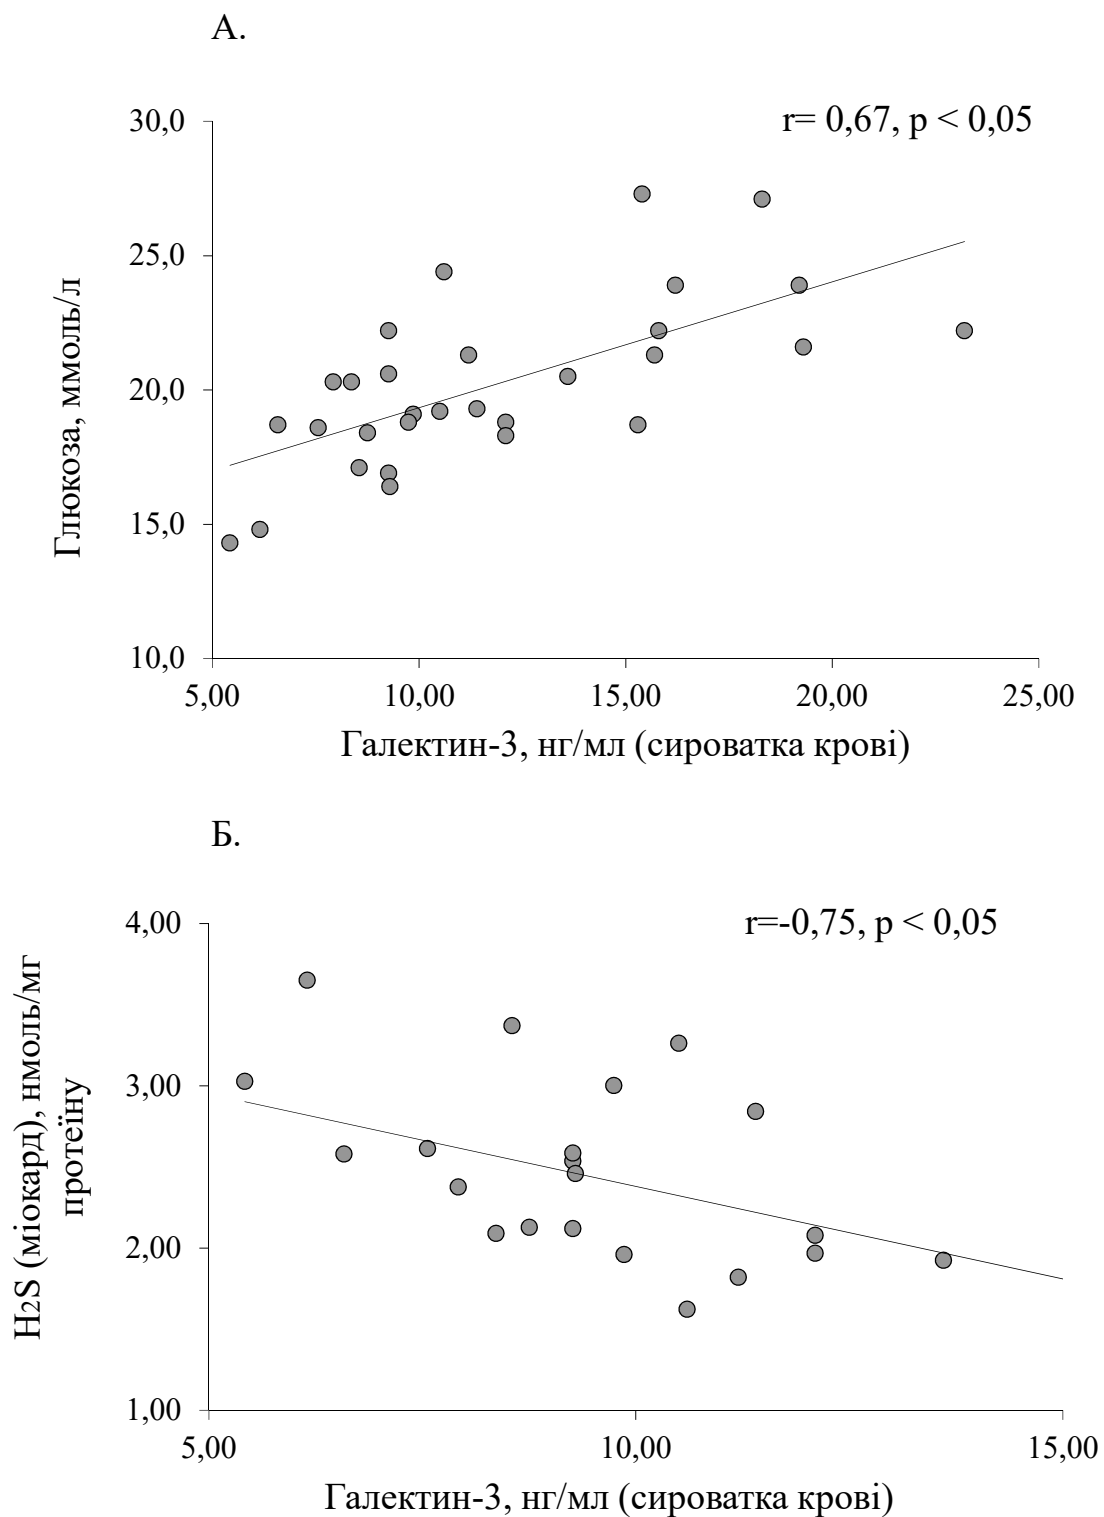 А.
r= 0,67, p < 0,05
30,0
25,0
20,0
15,0
10,0
Глюкоза, ммоль/л
5,00 10,00 15,00 20,00 25,00
Галектин-3, нг/мл (сироватка крові)
Б.
r=-0,75, p < 0,05
4,00
3,00
2,00
1,00
H2S (міокард), нмоль/мг
протеїну
5,00 10,00 15,00
Галектин-3, нг/мл (сироватка крові)